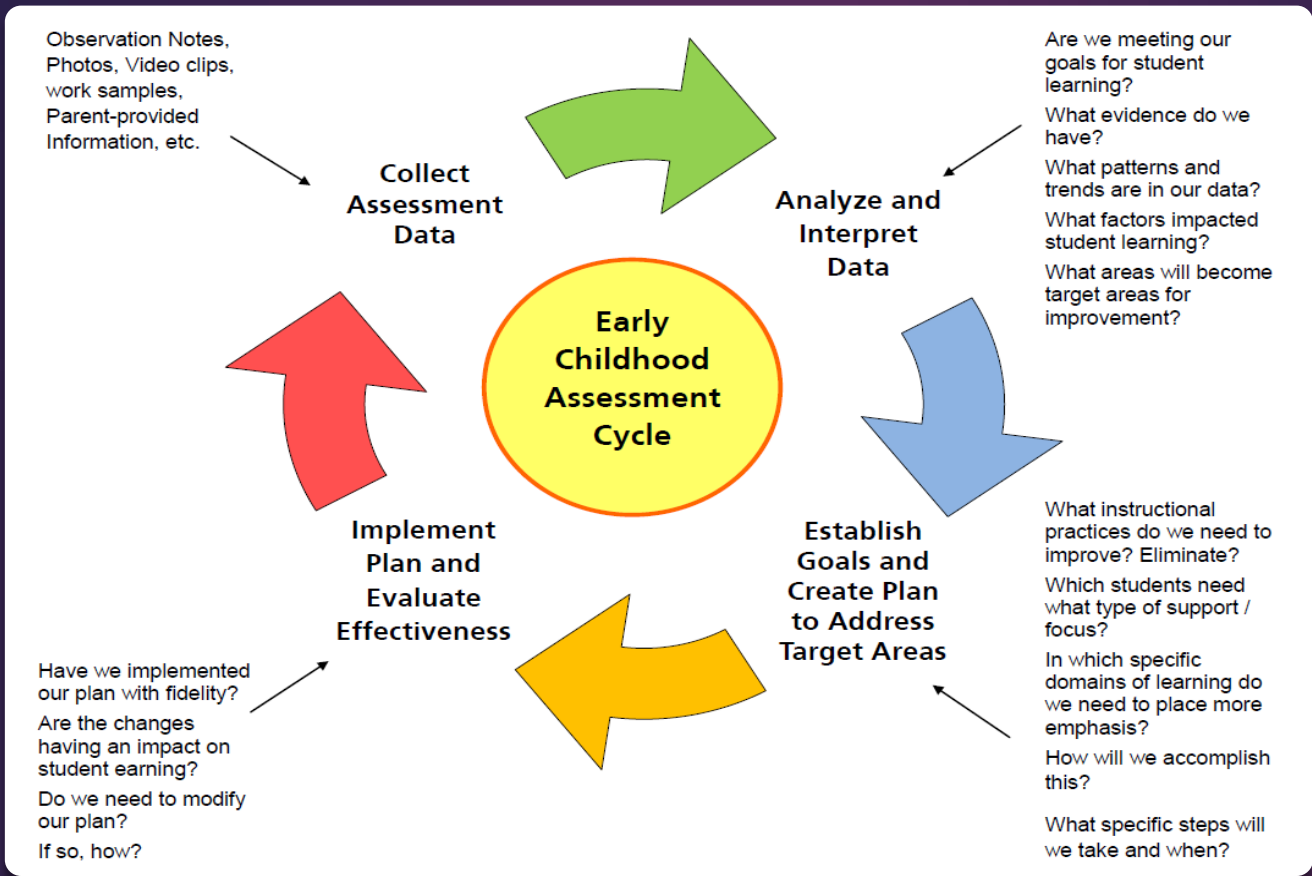 Observation Notes,
Photos, Video clips,
work samples,
Parent-provided
Information, etc.
Collect
Assessment
Data
Are we meeting our
goals for student
learning?
What evidence do we
have?
What patterns and
trends are in our data?
What factors impacted
student learning?
What areas will become
target areas for
improvement?
Analyze and
Interpret
Data
Early
Childhood
Assessment
Cycle
Establish
Goals and
Create Plan
to Address
Target Areas
What instructional
practices do we need to
improve? Eliminate?
Which students need
what type of support /
focus?
In which specific
domains of learning do
we need to place more
emphasis?
How will we accomplish
this?
What specific steps will
we take and when?
Implement
Plan and
Evaluate
Effectiveness
Have we implemented
our plan with fidelity?
Are the changes
having an impact on
student earning?
Do we need to modify
our plan?
If so, how?